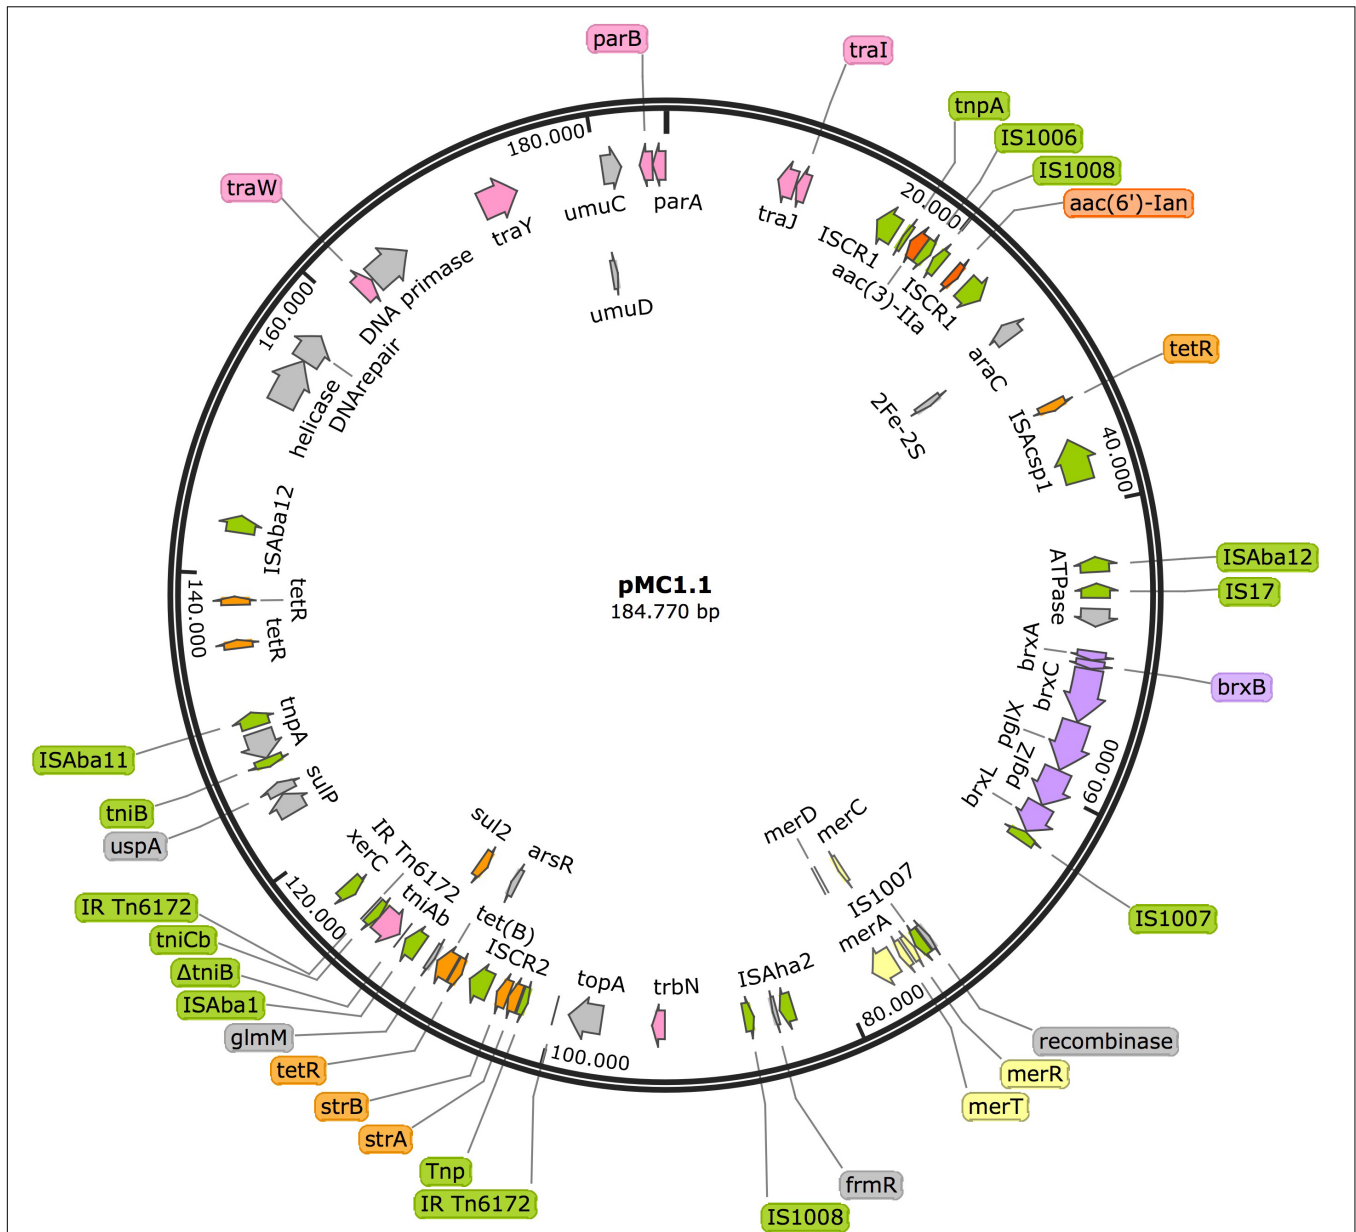 parB
traI
tnpA
IS1006
IS1008
aac(6')-Ian
180.000
traW
traY
umuC
parA
traJ
20.000
ISCR1
aac(3)-IIa
ISCR1
umuD
DNA primase
160.000
araC
tetR
DNArepair
helicase
2Fe-2S
ISAcsp1
40.000
ISAba12
ATPase
ISAba12
IS17
pMC1.1
184.770 bp
140.000
tetR
tetR
brxA
brxC
brxB
pglX
pglZ
brxL
60.000
tnpA
ISAba11
sulP
tniB
uspA
sul2
arsR
merD
merC
IS1007
IR Tn6172
xerC
tniAb
120.000
IR Tn6172
tniCb
ΔtniB
ISAba1
glmM
tetR
strB
strA
Tnp
IR Tn6172
tet(B)
ISCR2
topA
trbN
ISAha2
IS1007
merA
80.000
100.000
recombinase
merR
merT
frmR
IS1008